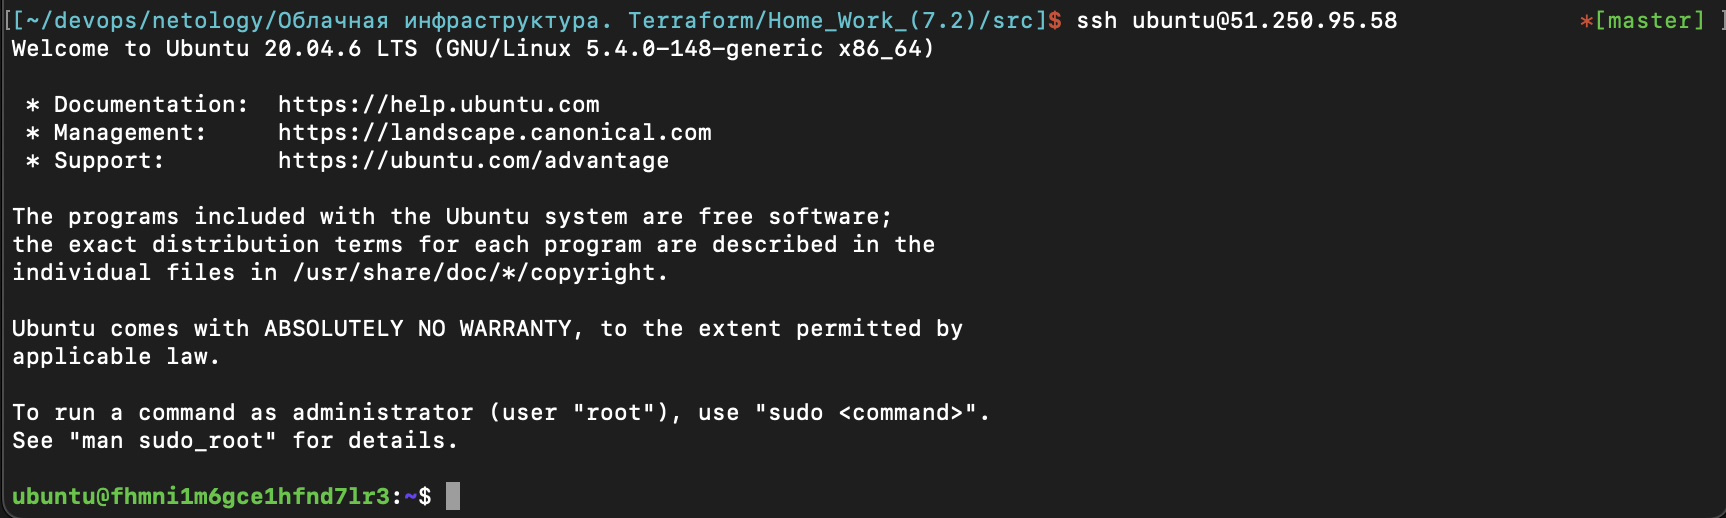 [[~/devops/netology/Облачная инфраструктура. Terraform/Home_Work_(7.2)/src]$ ssh ubuntu@51.250.95.58 *[master] ]
Welcome to Ubuntu 20.04.6 LTS (GNU/Linux 5.4.0-148-generic x86_64)
* Documentation:  https://help.ubuntu.com
* Management:     https://landscape.canonical.com
* Support:        https://ubuntu.com/advantage
The programs included with the Ubuntu system are free software;
the exact distribution terms for each program are described in the
individual files in /usr/share/doc/*/copyright.
Ubuntu comes with ABSOLUTELY NO WARRANTY, to the extent permitted by
applicable law.
To run a command as administrator (user "root"), use "sudo <command>".
See "man sudo_root" for details.
ubuntu@fhmni1m6gce1hfnd7lr3:~$